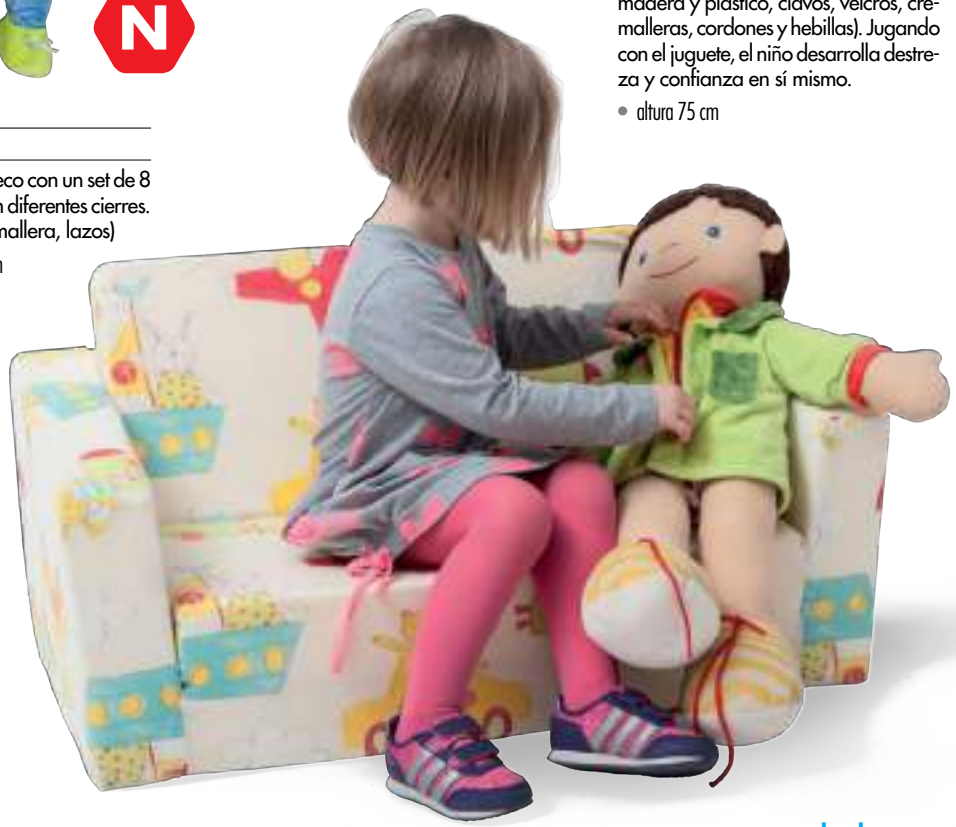 N
madera y plástico, clavos, velcros, cre-
malleras, cordones y hebillas). Jugando
con el juguete, el niño desarrolla destre-
za y confianza en sí mismo.
• altura 75 cm
eco con un set de 8
n diferentes cierres.
mallera, lazos)